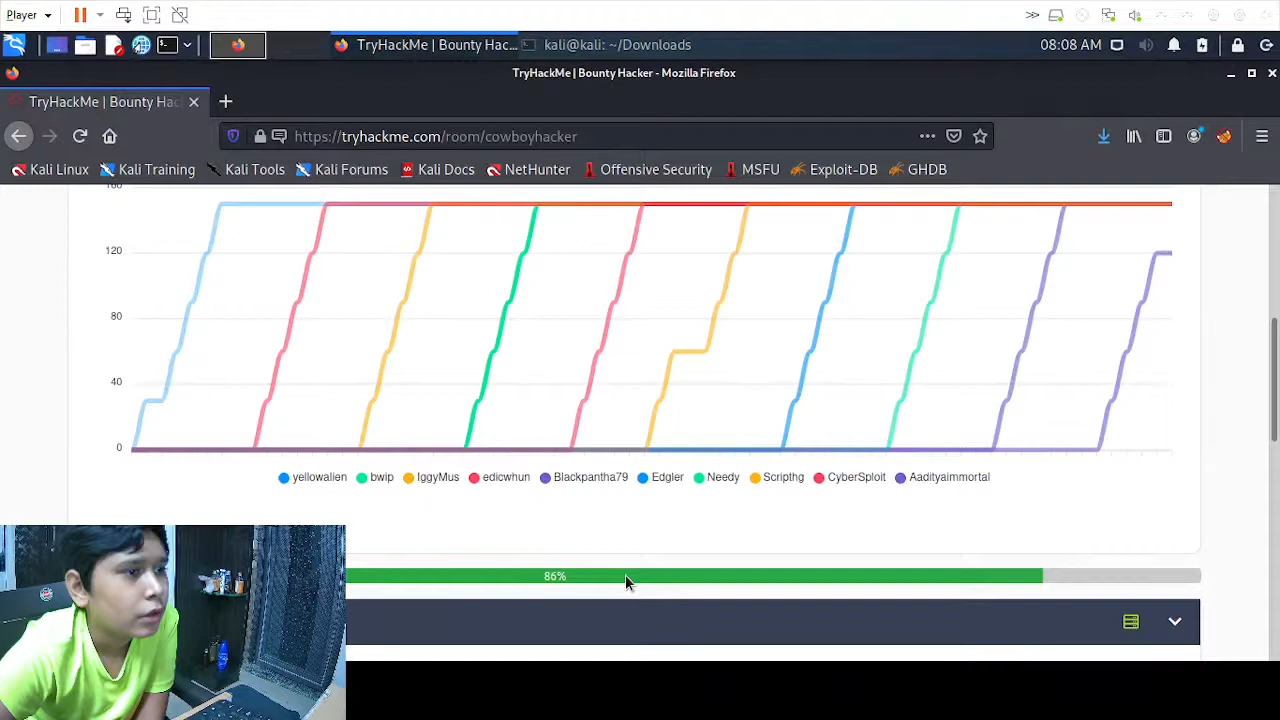 Player
TryHackMe | Bounty Hac...
kali@kali: ~/Downloads
08:08 AM
TryHackMe | Bounty Hacker - Mozilla Firefox
TryHackMe | Bounty Hac
https://tryhackme.com/room/cowboyhacker
Kali Linux
Kali Training
Kali Tools
Kali Forums
Kali Docs
NetHunter
Offensive Security
MSFU
Exploit-DB
GHDB
160
120
80
40
0
yellowalien
bwip
IggyMus
edicwhun
Blackpantha79
Edgler
Needy
Scripthg
CyberSploit
Aadityaimmortal
86%